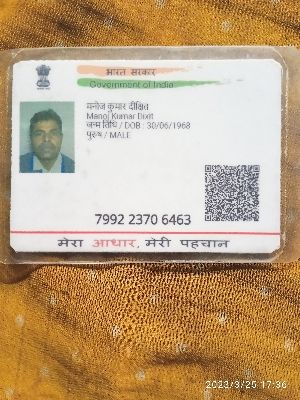 भारत सरकार
Government of India
मनोज कुमार दीक्षित
Manoj Kumar Dixit
जन्म तिथि / DOB : 30/06/1968
पुरुष / MALE
7992 2370 6463
मेरा आधार, मेरी पहचान
2023/3/25 17:36